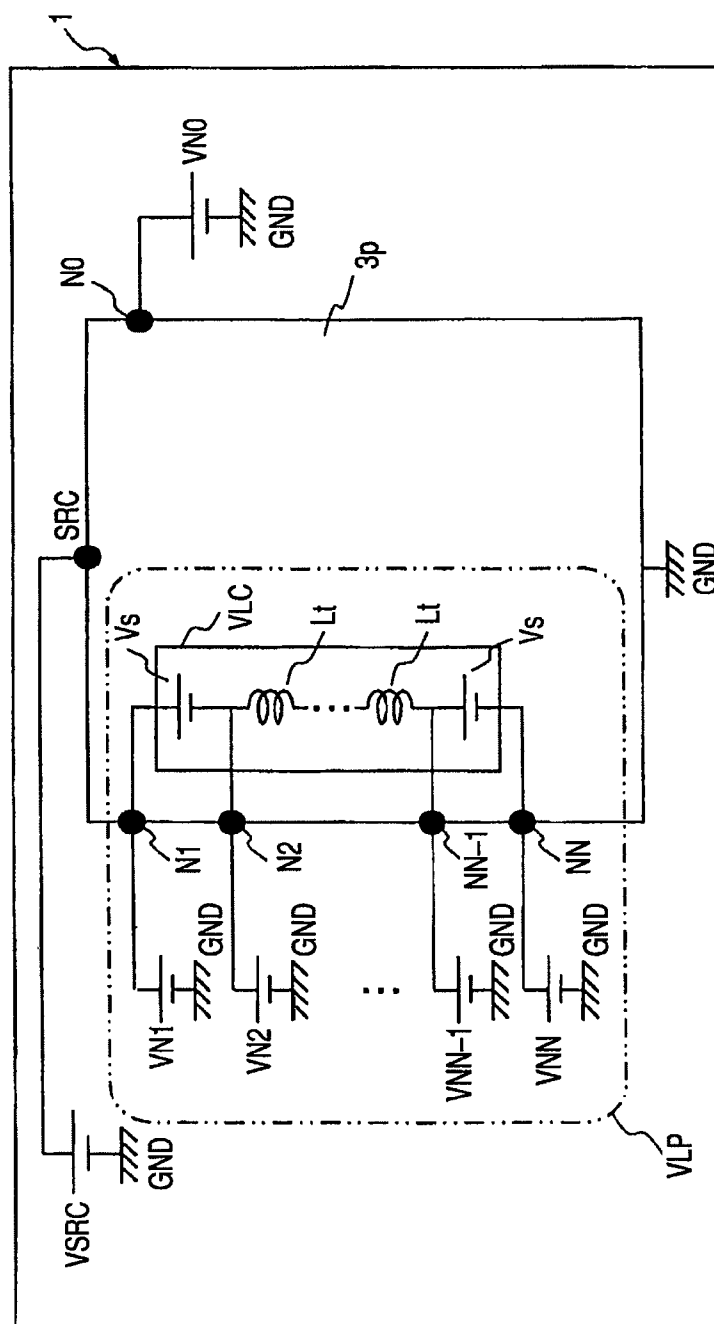 1
VN0
GND
N0
3p
SRC
GND
Vs
VLC
Lt
Lt
Vs
N1
N2
NN-1
NN
GND
GND
GND
GND
VN1
VN2
...
VNN-1
VNN
VSRC
GND
VLP